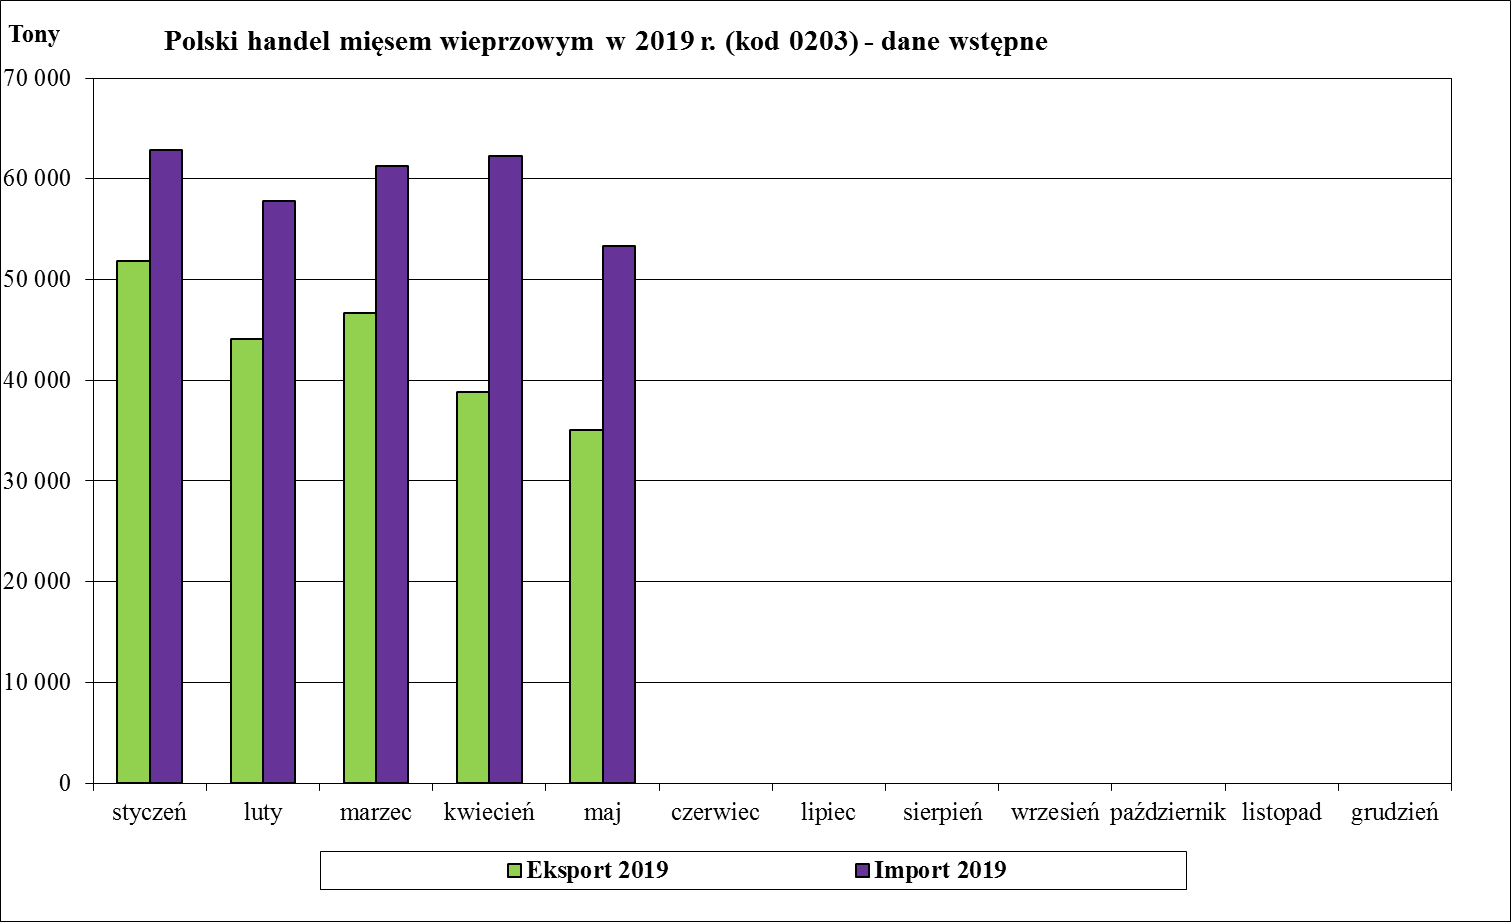 Tony
Polski handel mięsem wieprzowym w 2019 r. (kod 0203) - dane wstępne
70 000
60 000
50 000
40 000
30 000
20 000
10 000
0
styczeń luty marzec kwiecień maj czerwiec lipiec sierpień wrzesień październik listopad grudzień
Eksport 2019 Import 2019